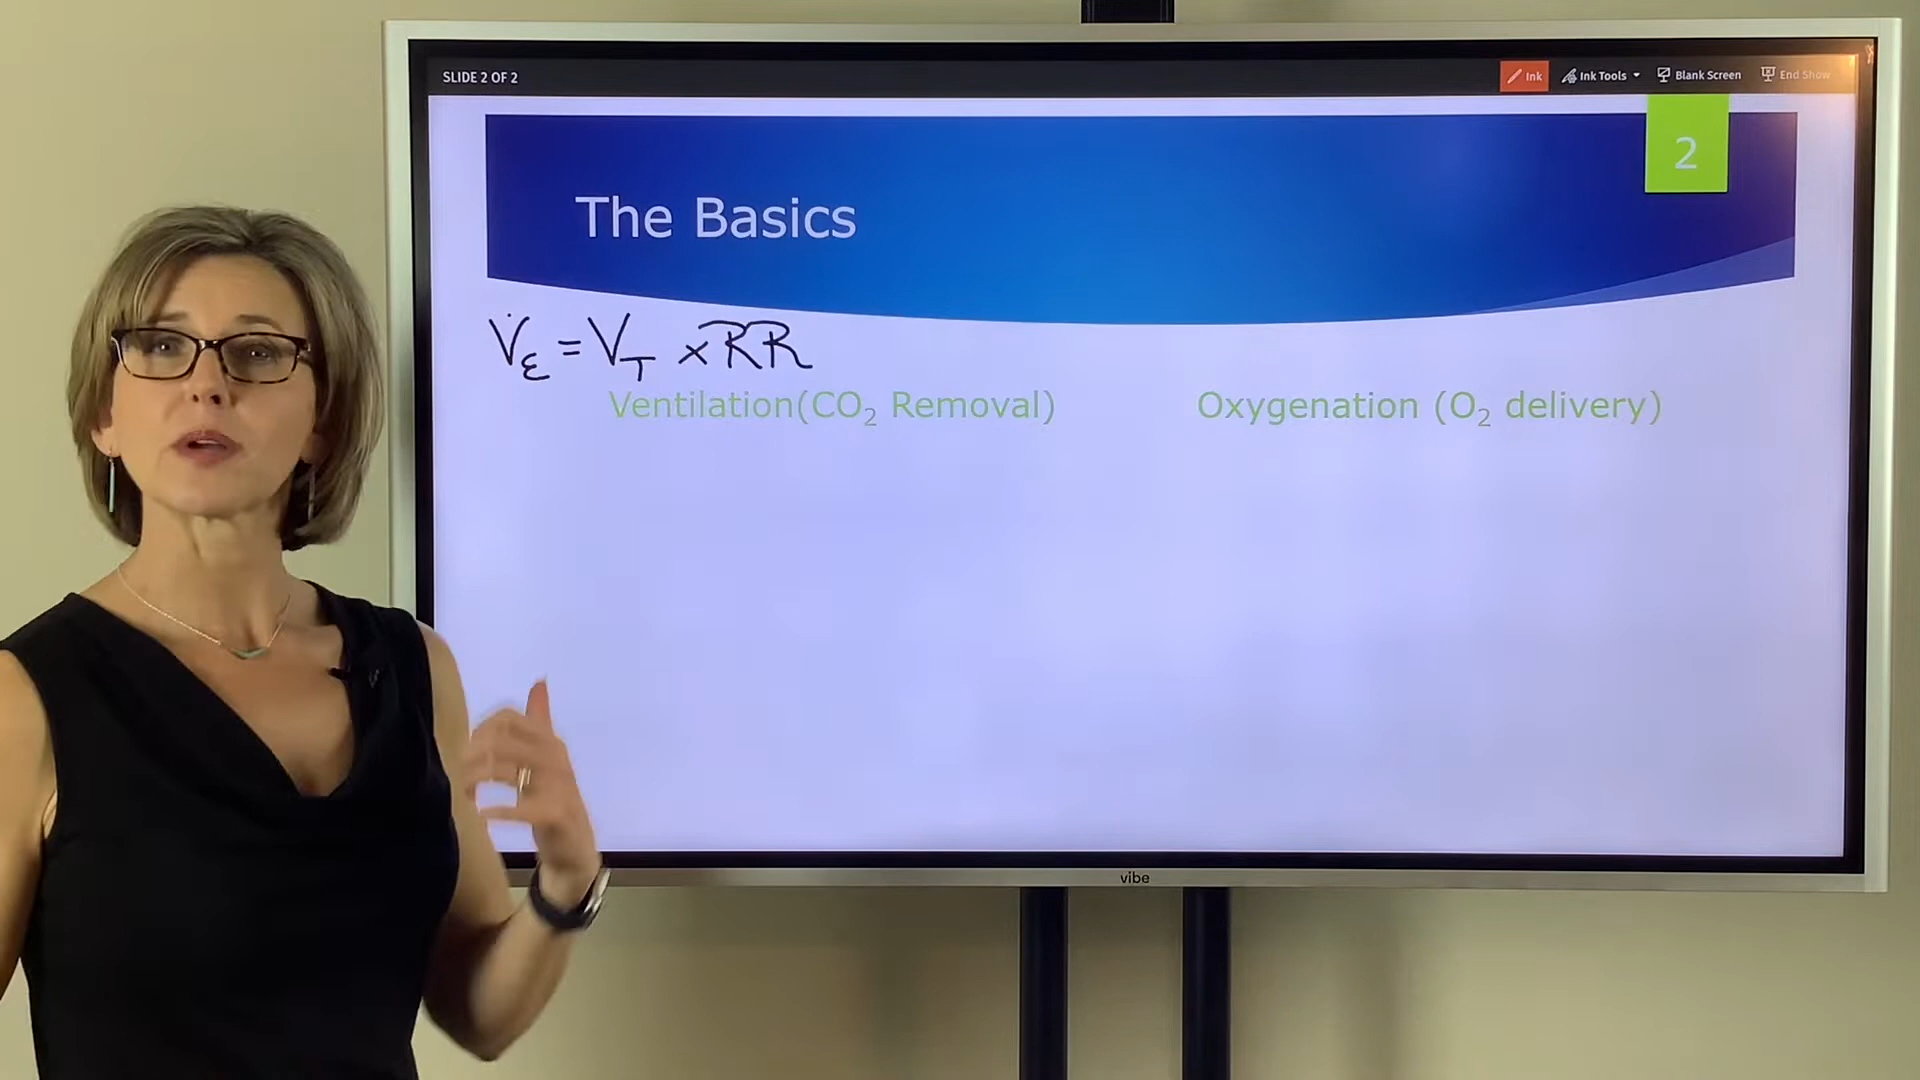 SLIDE 2 OF 2
Ink
Ink Tools
Blank Screen
End Show
2
The Basics
V̇E = VT × RR
Ventilation(CO₂ Removal)
Oxygenation (O₂ delivery)
vibe